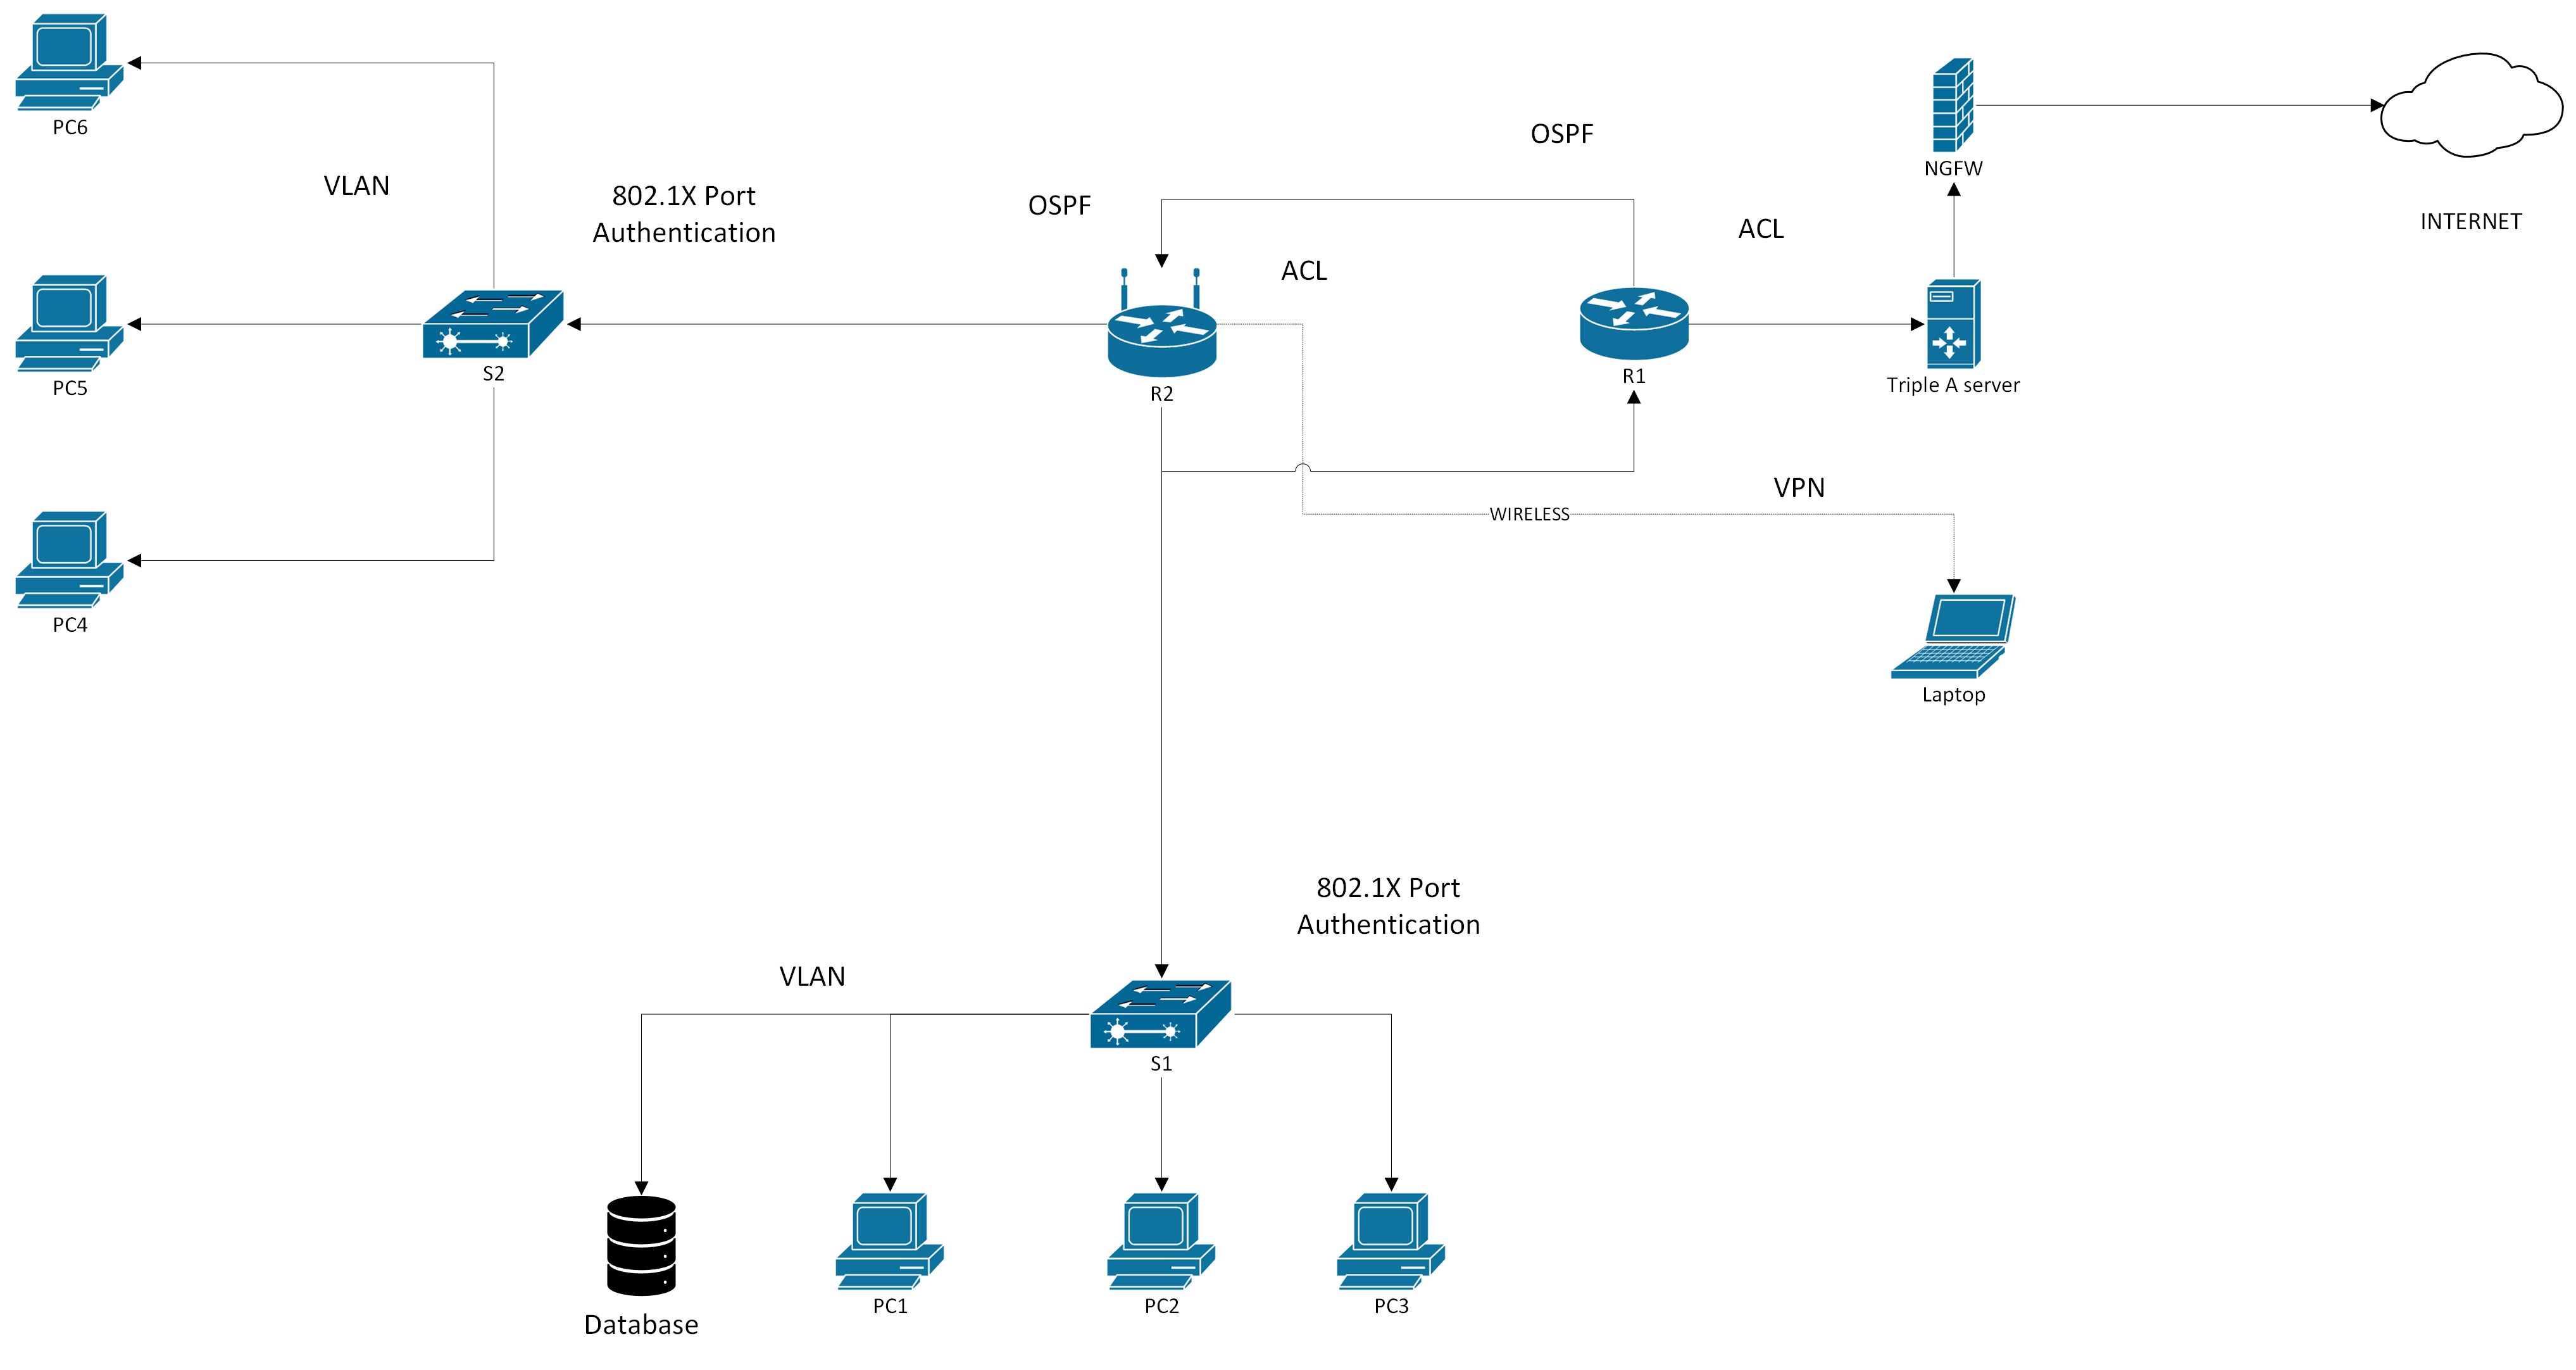 PC6
VLAN
802.1X Port
Authentication
OSPF
OSPF
ACL
ACL
NGFW
INTERNET
PC5
S2
R2
R1
Triple A server
VPN
WIRELESS
PC4
Laptop
802.1X Port
Authentication
VLAN
S1
Database
PC1
PC2
PC3